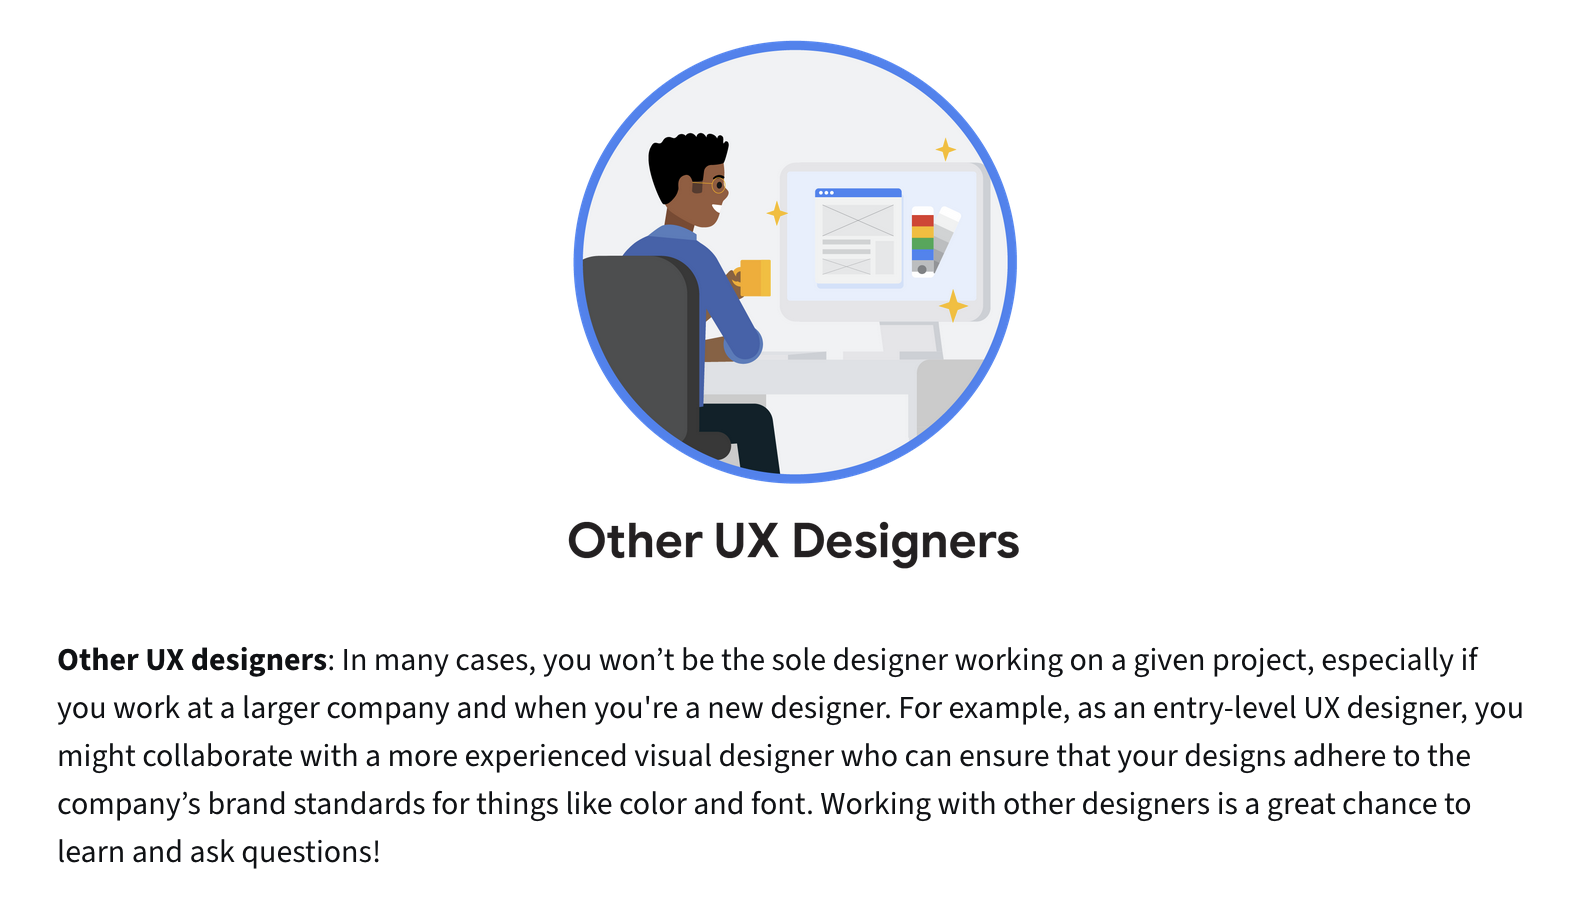 Other UX Designers
Other UX designers: In many cases, you won’t be the sole designer working on a given project, especially if
you work at a larger company and when you're a new designer. For example, as an entry-level UX designer, you
might collaborate with a more experienced visual designer who can ensure that your designs adhere to the
company’s brand standards for things like color and font. Working with other designers is a great chance to
learn and ask questions!